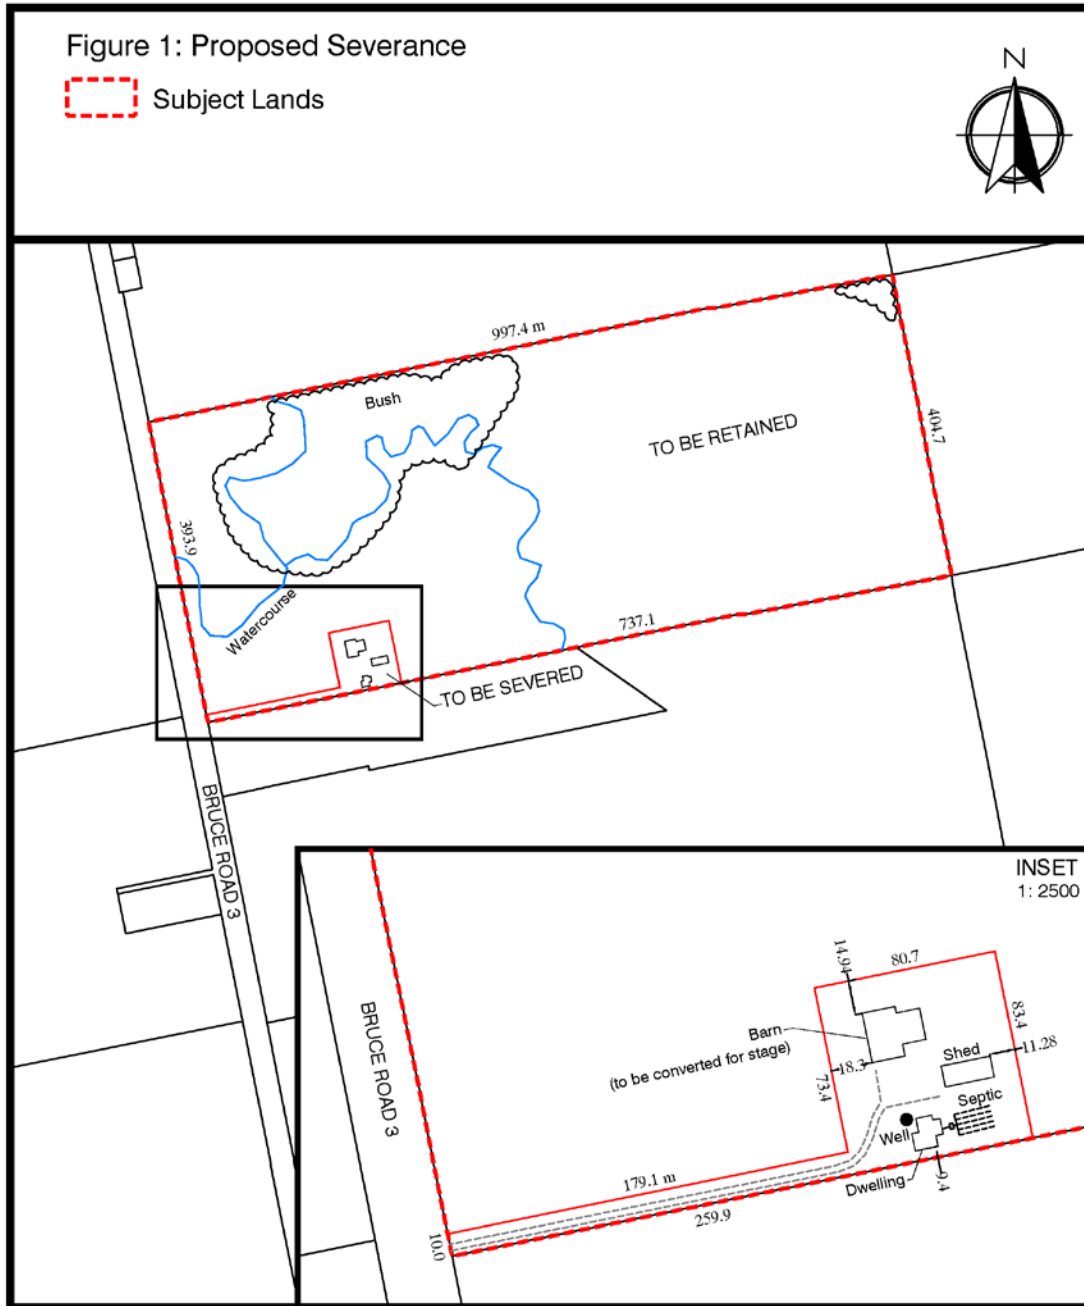 Figure 1: Proposed Severance
N
Subject Lands
997.4 m
Bush
TO BE RETAINED
404.7
393.9
Watercourse
737.1
TO BE SEVERED
BRUCE ROAD 3
INSET
1: 2500
14.94
80.7
BRUCE ROAD 3
83.4
Barn
(to be converted for stage)
11.28
Shed
18.3
73.4
Septic
Well
179.1 m
Dwelling
9.4
259.9
10.0